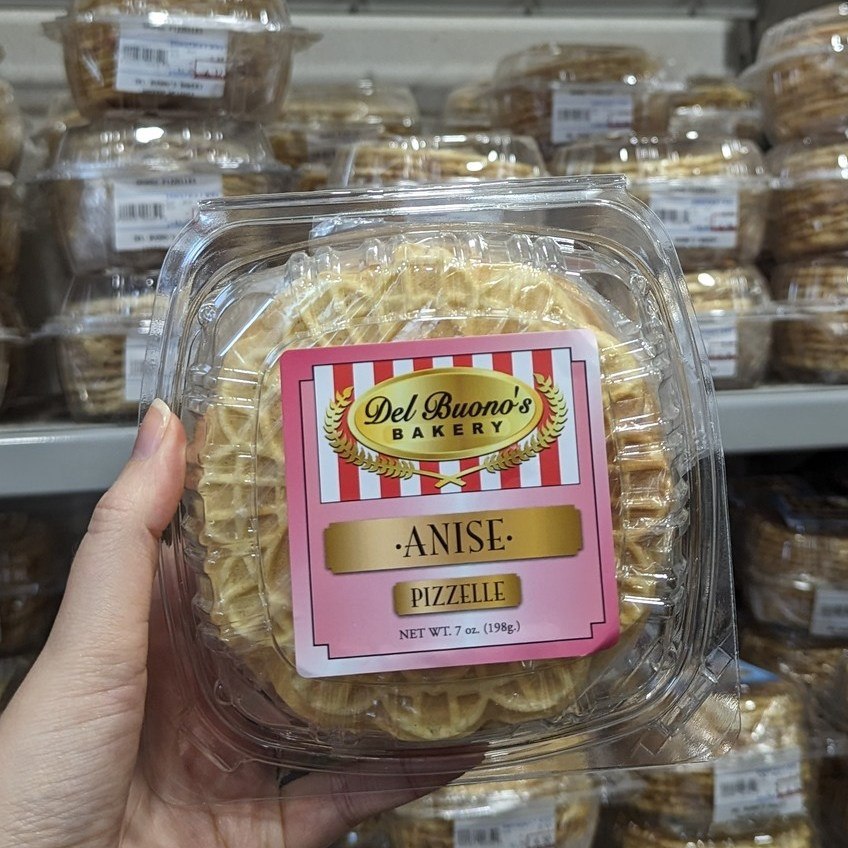 Del Buono's
BAKERY
·ANISE·
PIZZELLE
NET WT. 7 oz. (198g.)